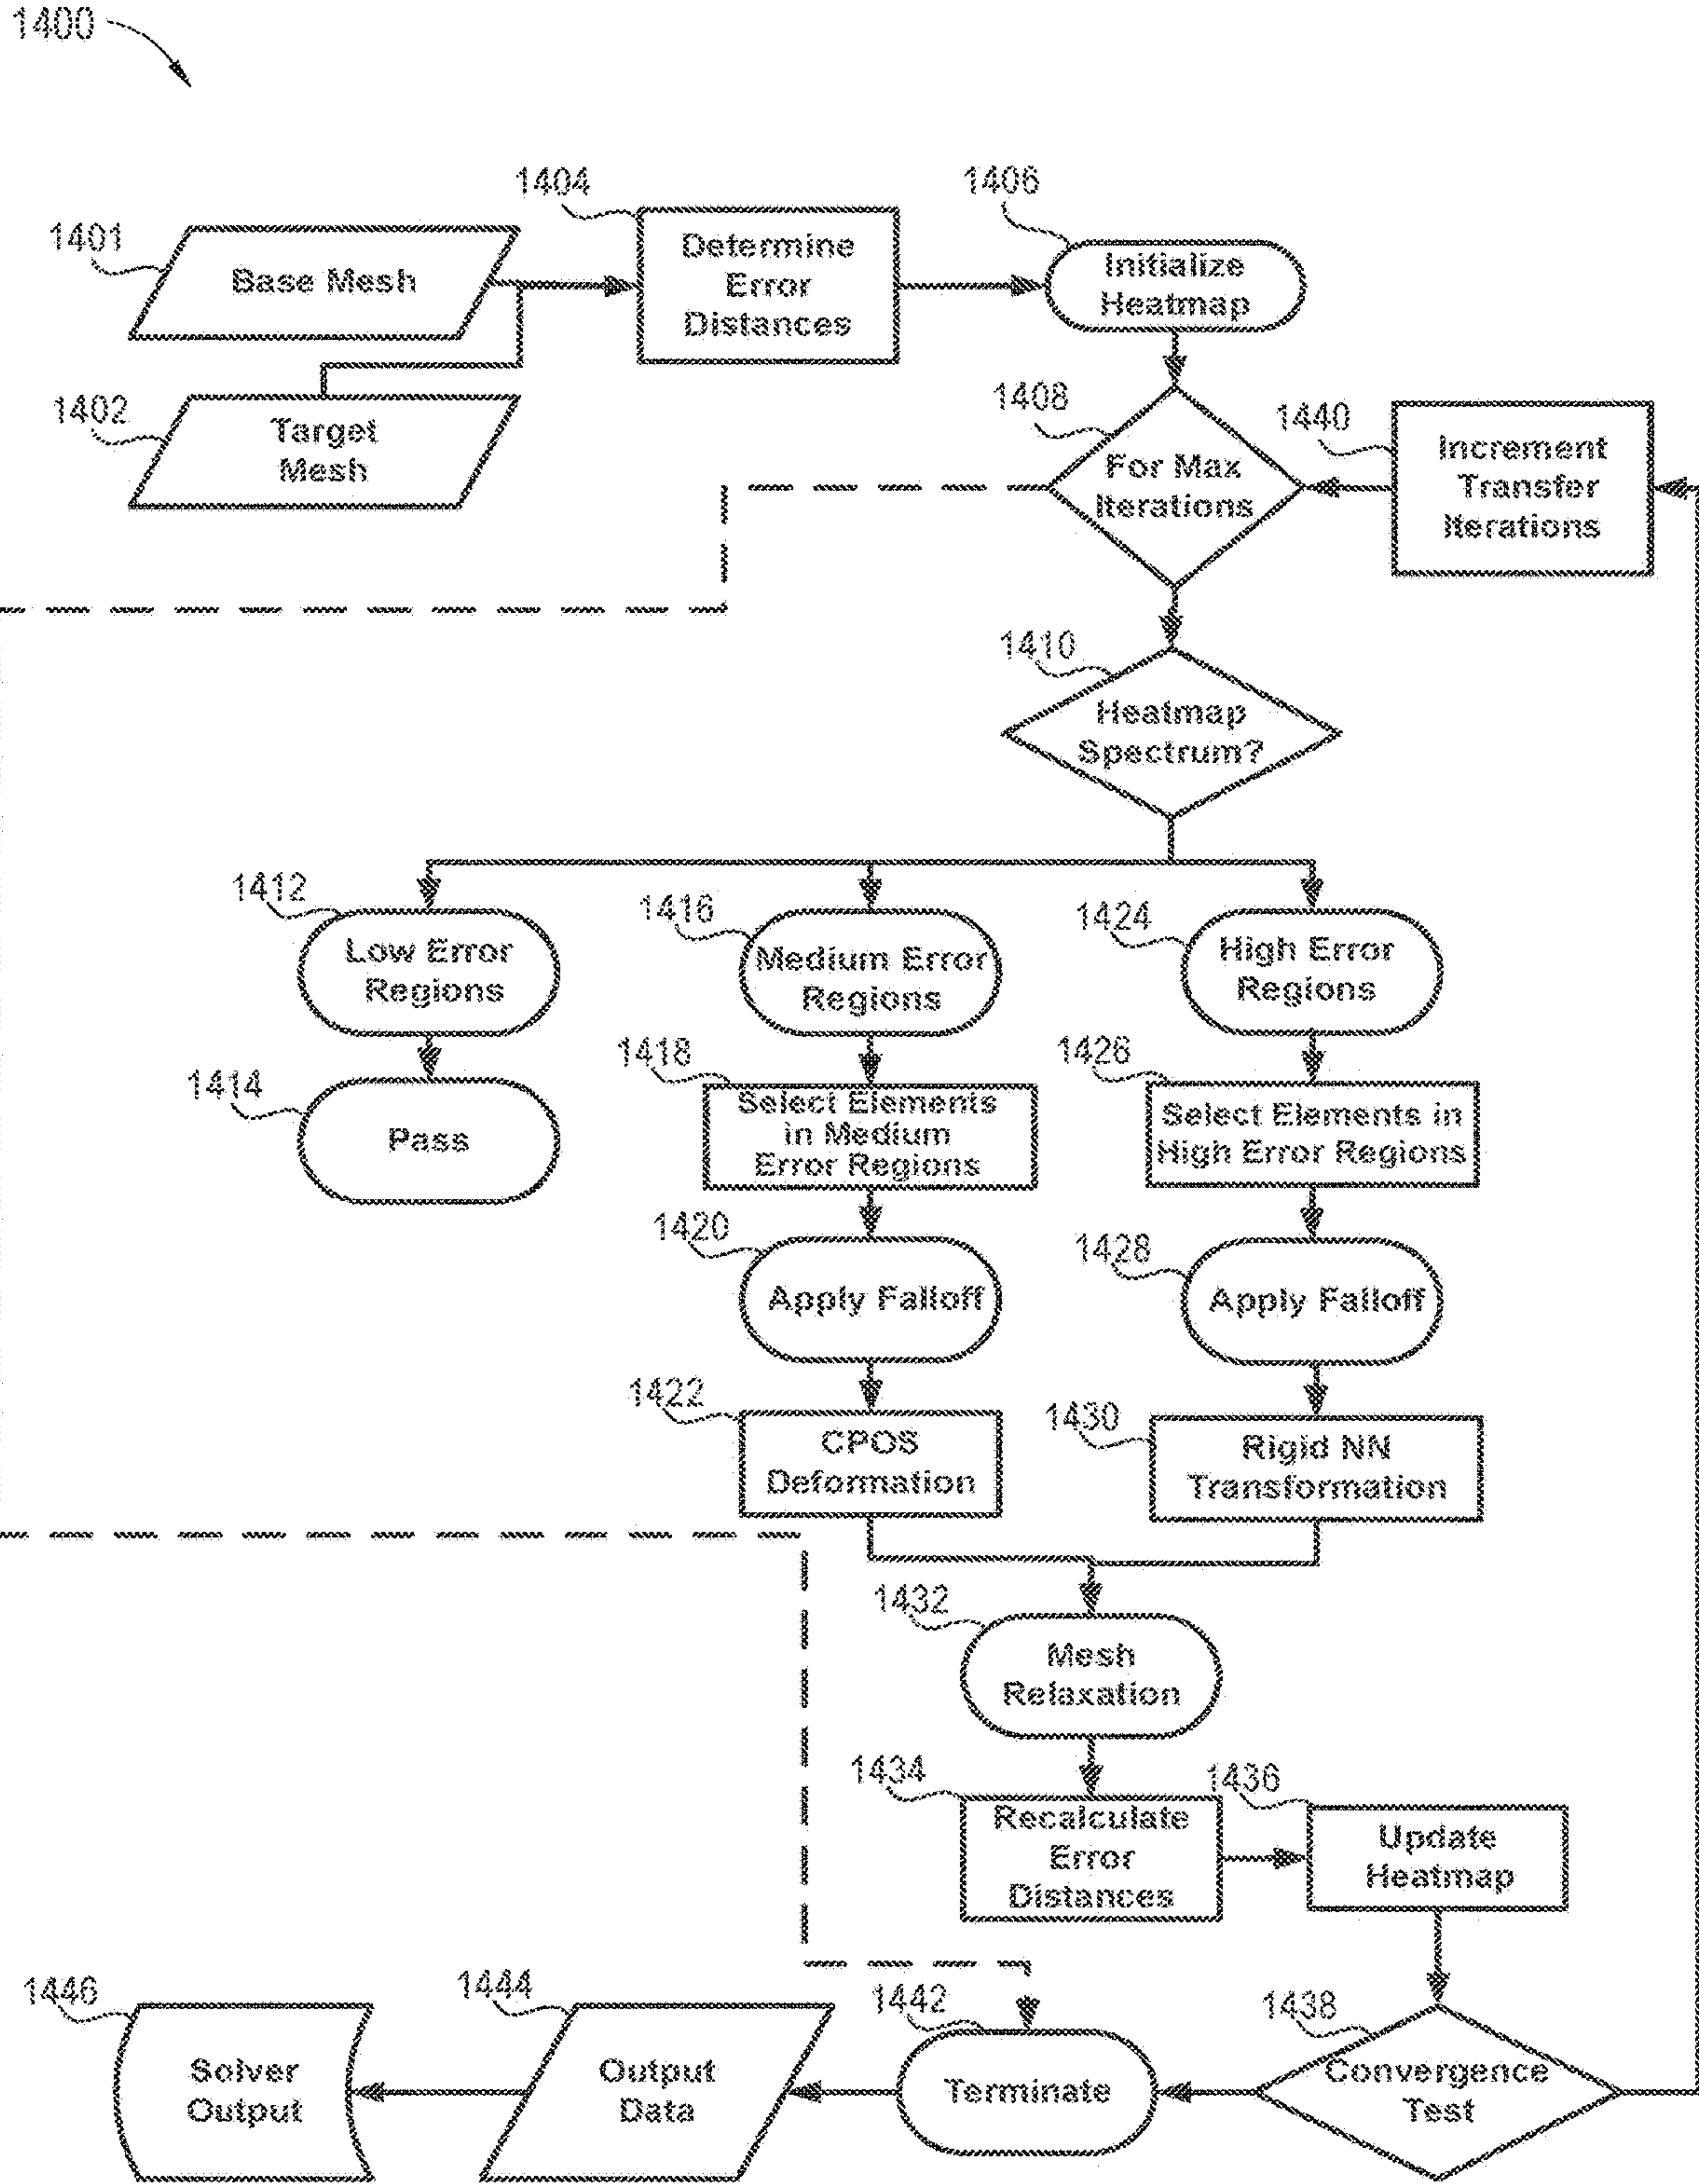 1400
1404
1406
1401
Base Mesh
Determine
Error
Distances
Initialize
Heatmap
1402
Target
Mesh
1408
For Max
Iterations
1440
Increment
Transfer
Iterations
1410
Heatmap
Spectrum?
1412
Low Error
Regions
1416
Medium Error
Regions
1424
High Error
Regions
1414
Pass
1418
Select Elements
in Medium
Error Regions
1426
Select Elements in
High Error Regions
1420
Apply Falloff
1428
Apply Falloff
1422
CPOS
Deformation
1430
Rigid NN
Transformation
1432
Mesh
Relaxation
1434
Recalculate
Error
Distances
1436
Update
Heatmap
1446
Solver
Output
1444
Output
Data
1442
Terminate
1438
Convergence
Test